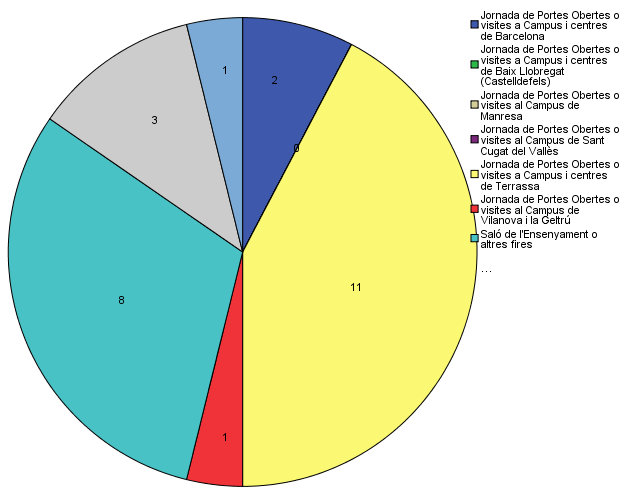 Jornada de Portes Obertes o
visites a Campus i centres
de Barcelona
Jornada de Portes Obertes o
visites a Campus i centres
de Baix Llobregat
(Castelldefels)
Jornada de Portes Obertes o
visites al Campus de
Manresa
Jornada de Portes Obertes o
visites al Campus de Sant
Cugat del Vallès
Jornada de Portes Obertes o
visites a Campus i centres
de Terrassa
Jornada de Portes Obertes o
visites al Campus de
Vilanova i la Geltrú
Saló de l'Ensenyament o
altres fires
...
1
2
3
0
11
8
1